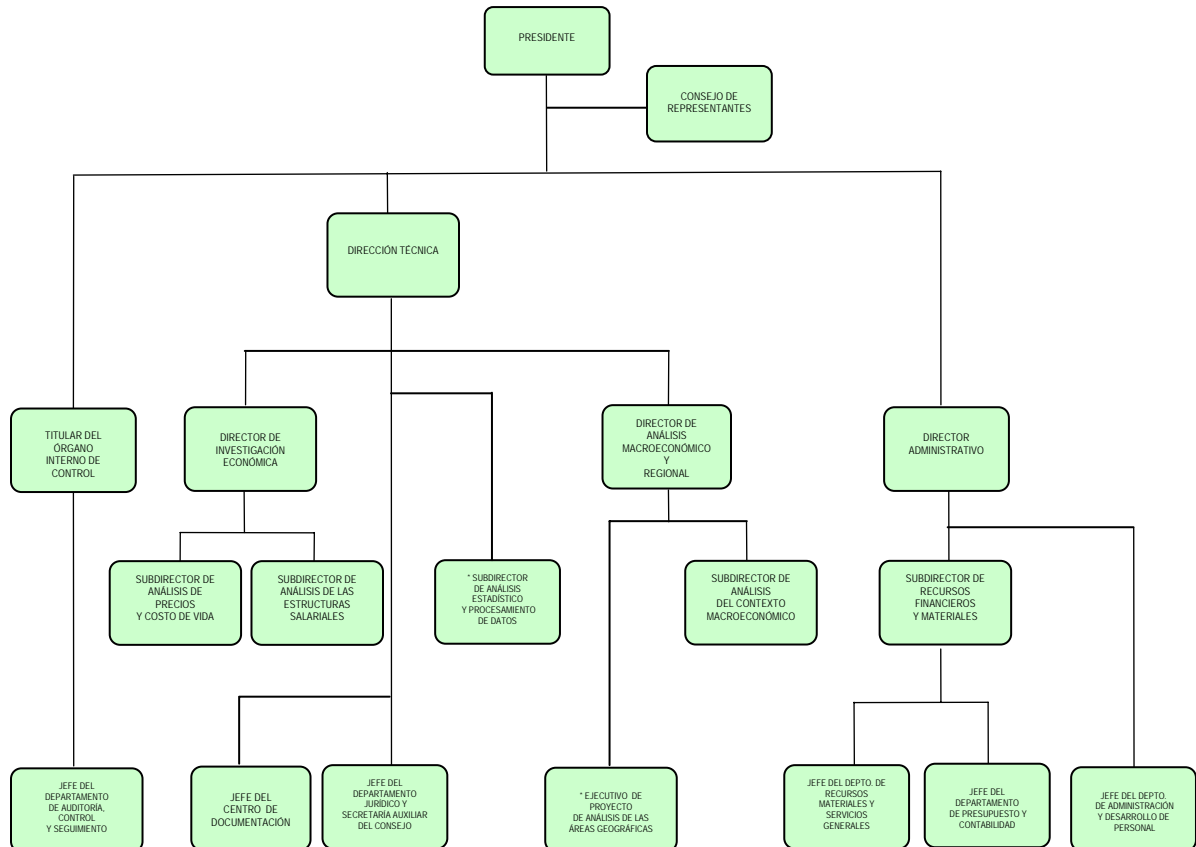 PRESIDENTE
CONSEJO DE
REPRESENTANTES
DIRECCIÓN TÉCNICA
TITULAR DEL
ÓRGANO
INTERNO DE
CONTROL
DIRECTOR DE
INVESTIGACIÓN
ECONÓMICA
DIRECTOR DE
ANÁLISIS
MACROECONÓMICO
Y
REGIONAL
DIRECTOR
ADMINISTRATIVO
SUBDIRECTOR DE
ANÁLISIS DE
PRECIOS
Y COSTO DE VIDA
SUBDIRECTOR DE
ANÁLISIS DE LAS
ESTRUCTURAS
SALARIALES
* SUBDIRECTOR
DE ANÁLISIS
ESTADÍSTICO
Y PROCESAMIENTO
DE DATOS
SUBDIRECTOR DE
ANÁLISIS
DEL CONTEXTO
MACROECONÓMICO
SUBDIRECTOR DE
RECURSOS
FINANCIEROS
Y MATERIALES
JEFE DEL
DEPARTAMENTO
DE AUDITORÍA,
CONTROL
Y SEGUIMIENTO
JEFE DEL
CENTRO DE
DOCUMENTACIÓN
JEFE DEL
DEPARTAMENTO
JURÍDICO Y
SECRETARÍA AUXILIAR
DEL CONSEJO
* EJECUTIVO DE
PROYECTO
DE ANÁLISIS DE LAS
ÁREAS GEOGRÁFICAS
JEFE DEL DEPTO. DE
RECURSOS
MATERIALES Y
SERVICIOS
GENERALES
JEFE DEL
DEPARTAMENTO
DE PRESUPUESTO Y
CONTABILIDAD
JEFE DEL DEPTO.
DE ADMINISTRACIÓN
Y DESARROLLO DE
PERSONAL